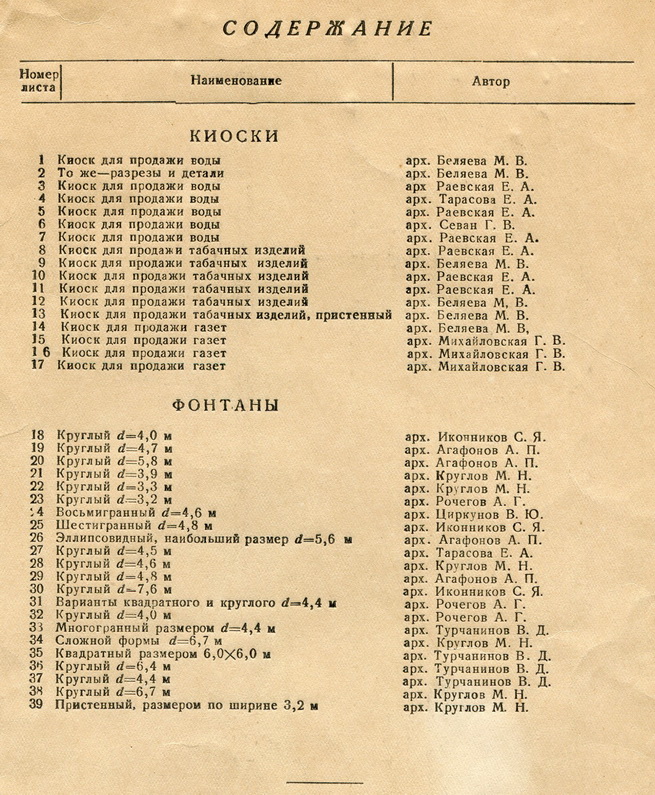 СОДЕРЖАНИЕ
Номер листа Наименование Автор
КИОСКИ
1 Киоск для продажи воды арх. Беляева М. В.
2 То же—разрезы и детали арх. Беляева М. В.
3 Киоск для продажи воды арх Раевская Е. А.
4 Киоск для продажи воды арх. Тарасова Е. А.
5 Киоск для продажи воды арх. Раевская Е. А.
6 Киоск для продажи воды арх. Севан Г. В.
7 Киоск для продажи воды арх. Раевская Е. А.
8 Киоск для продажи табачных изделий арх. Раевская Е. А.
9 Киоск для продажи табачных изделий арх. Беляева М. В.
10 Киоск для продажи табачных изделий арх. Раевская Е. А.
11 Киоск для продажи табачных изделий арх. Раевская Е. А.
12 Киоск для продажи табачных изделий арх. Беляева М, В.
13 Киоск для продажи табачных изделий, пристенный арх. Беляева М. В.
14 Киоск для продажи газет арх. Беляева М. В,
15 Киоск для продажи газет арх. Михайловская Г. В.
1 6 Киоск для продажи газет арх. Михайловская Г. В.
17 Киоск для продажи газет арх. Михайловская Г. В.
ФОНТАНЫ
18 Круглый d=4,0 м арх. Иконников С. Я.
19 Круглый d=4,7 м арх. Агафонов А. П.
20 Круглый d=5,8 м арх. Агафонов А. П.
21 Круглый d=3,9 м арх. Круглов М. Н.
22 Круглый d=3,3 м арх. Круглов М. Н.
23 Круглый d=3,2 м арх. Рочегов А. Г.
24 Восьмигранный d=4,6 м арх. Циркунов В. Ю.
25 Шестигранный d=4,8 м арх. Иконников С. Я.
26 Эллипсовидный, наибольший размер d=5,6 м арх. Агафонов А. П.
27 Круглый d=4,5 м арх. Тарасова Е. А.
28 Круглый d=4,6 м арх. Круглов М. Н.
29 Круглый d=4,8 м арх. Агафонов А. П.
30 Круглый d=7,6 м арх. Иконников С. Я.
31 Варианты квадратного и круглого d=4,4 м арх. Рочегов А. Г.
32 Круглый d=4,0 м арх. Рочегов А. Г.
33 Многогранный размером d=4,4 м арх. Турчанинов В. Д.
34 Сложной формы d=6,7 м арх. Круглов М. Н.
35 Квадратный размером 6,0×6,0 м арх. Турчанинов В. Д.
36 Круглый d=6,4 м арх. Турчанинов В. Д.
37 Круглый d=4,4 м арх. Турчанинов В. Д.
38 Круглый d=6,7 м арх. Круглов М. Н.
39 Пристенный, размером по ширине 3,2 м арх. Круглов М. Н.